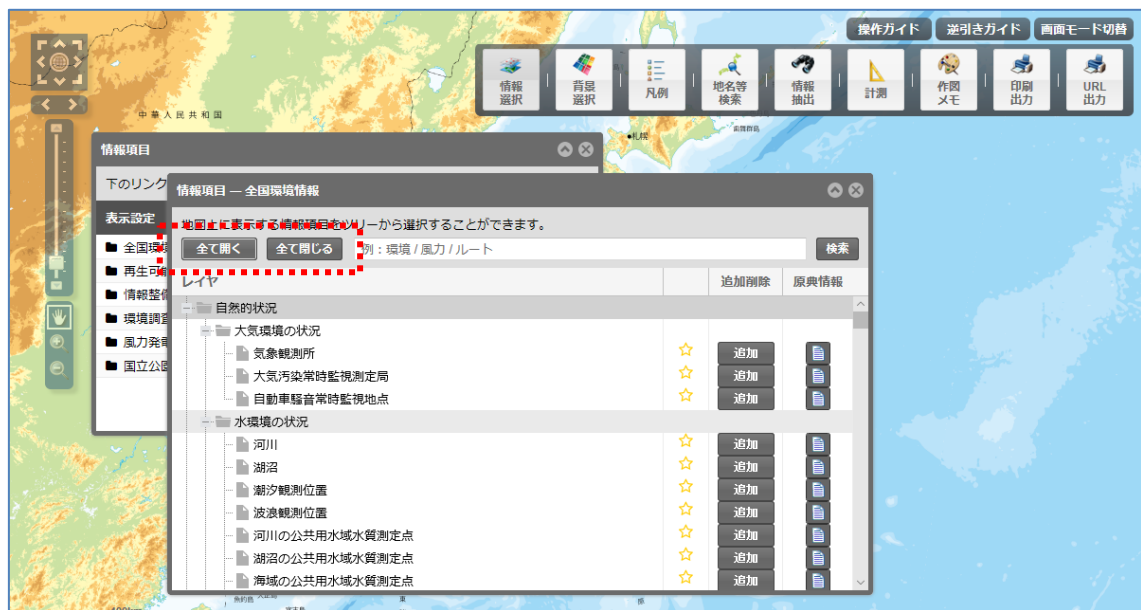 操作ガイド 逆引きガイド 画面モード切替
情報選択 背景選択 凡例 地名等検索 情報抽出 計測 作図メモ 印刷出力 URL出力
中華人民共和国
札幌
情報項目
下のリンク
表示設定
全国環境
再生可能
情報整備
環境調査
風力発電
国立公園
情報項目 ― 全国環境情報
地図上に表示する情報項目をツリーから選択することができます。
全て開く 全て閉じる 例：環境 / 風力 / ルート 検索
レイヤ 追加削除 原典情報
自然的状況
大気環境の状況
気象観測所 追加
大気汚染常時監視測定局 追加
自動車騒音常時監視地点 追加
水環境の状況
河川 追加
湖沼 追加
潮汐観測位置 追加
波浪観測位置 追加
河川の公共用水域水質測定点 追加
湖沼の公共用水域水質測定点 追加
海域の公共用水域水質測定点 追加